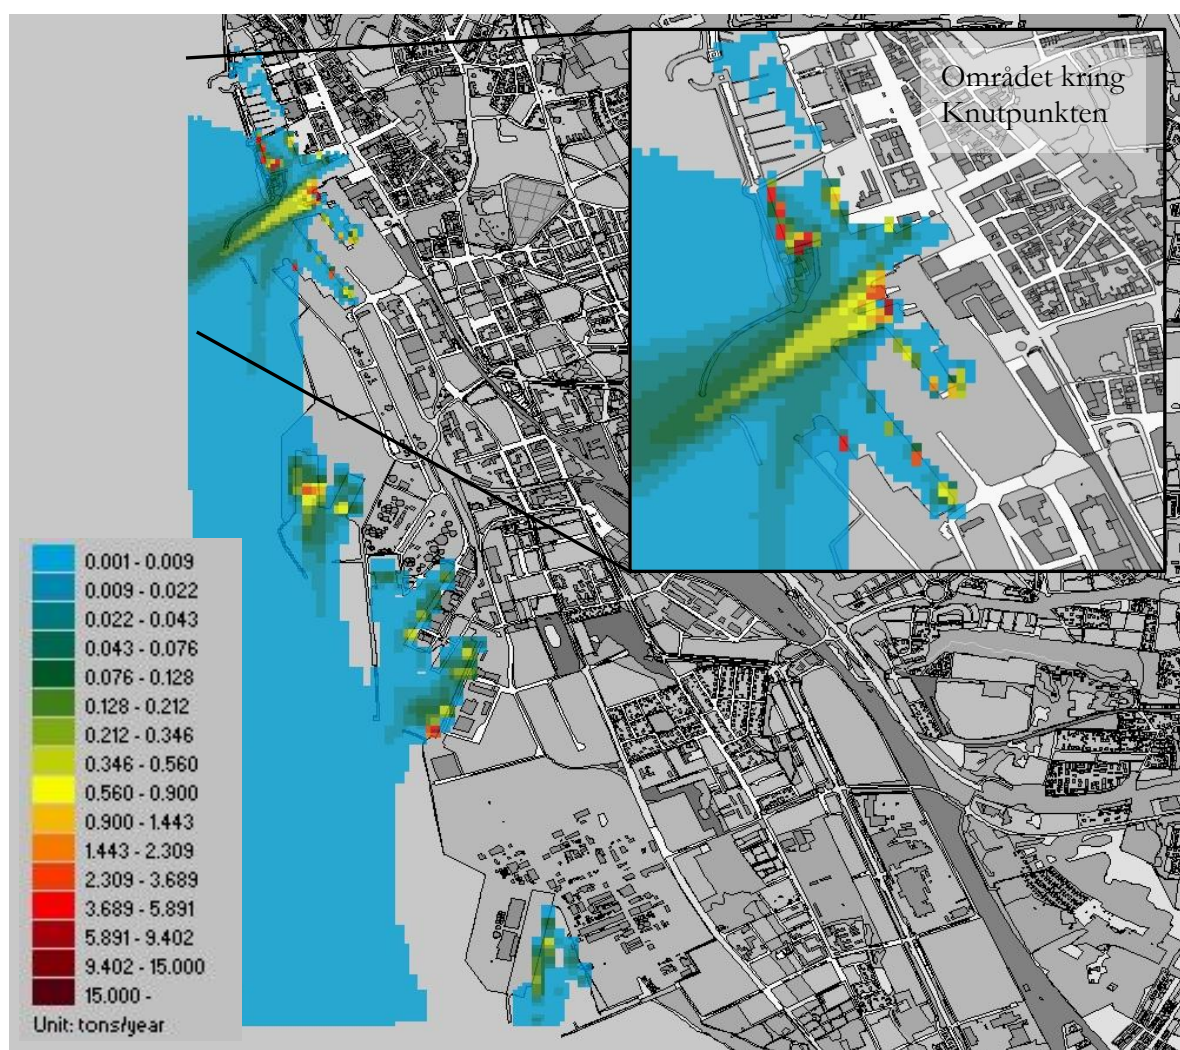 Området kring
Knutpunkten
0.001 - 0.009
0.009 - 0.022
0.022 - 0.043
0.043 - 0.076
0.076 - 0.128
0.128 - 0.212
0.212 - 0.346
0.346 - 0.560
0.560 - 0.900
0.900 - 1.443
1.443 - 2.309
2.309 - 3.689
3.689 - 5.891
5.891 - 9.402
9.402 - 15.000
15.000 -
Unit: tons/year